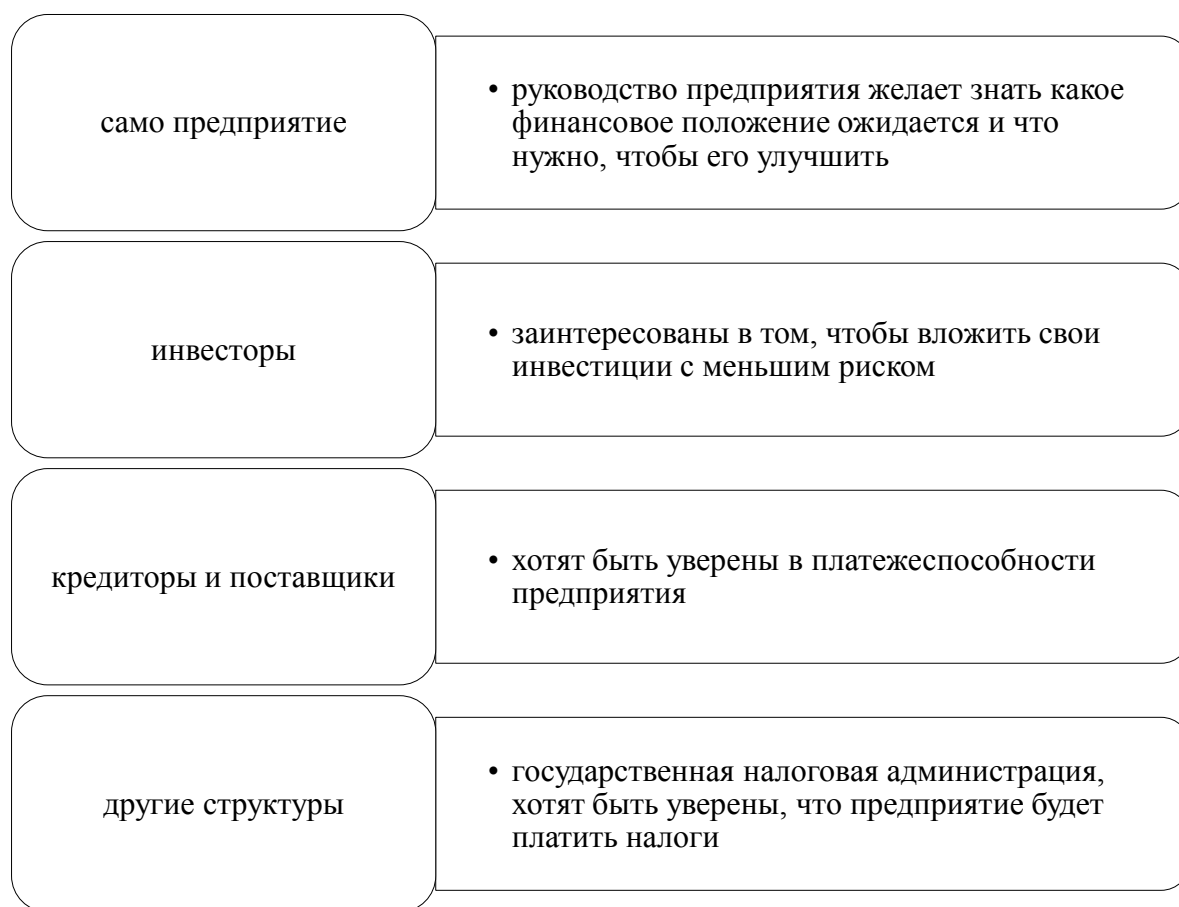 само предприятие
• руководство предприятия желает знать какое
финансовое положение ожидается и что
нужно, чтобы его улучшить
инвесторы
• заинтересованы в том, чтобы вложить свои
инвестиции с меньшим риском
кредиторы и поставщики
• хотят быть уверены в платежеспособности
предприятия
другие структуры
• государственная налоговая администрация,
хотят быть уверены, что предприятие будет
платить налоги